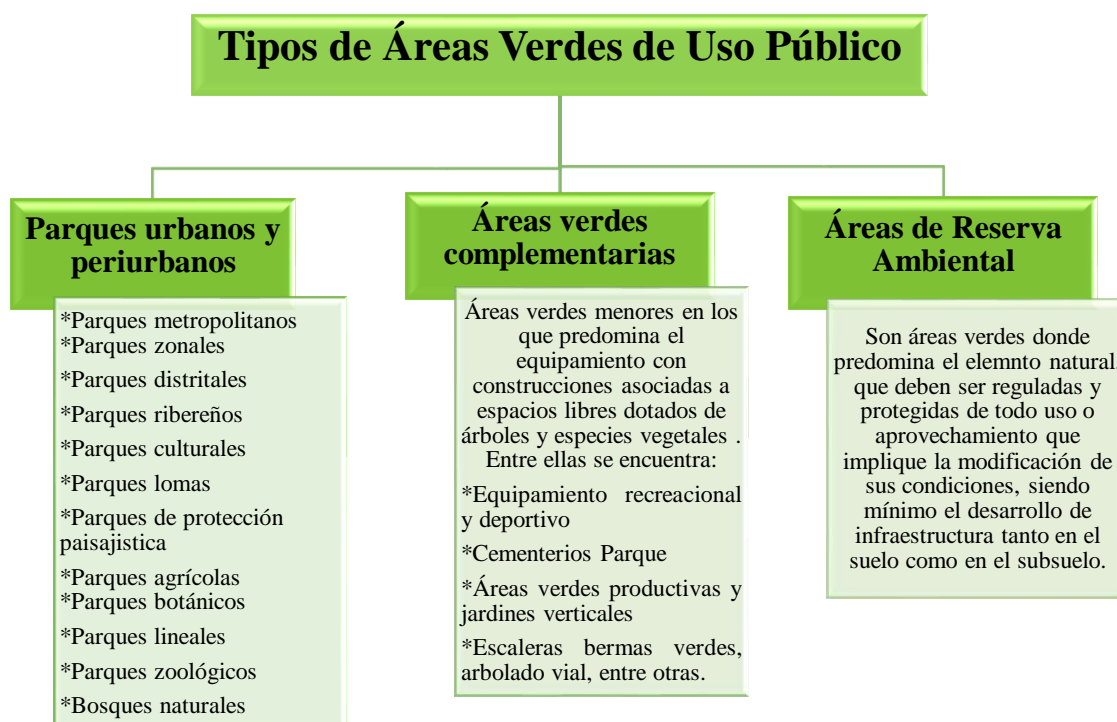 Tipos de Áreas Verdes de Uso Público
Parques urbanos y
periurbanos
*Parques metropolitanos
*Parques zonales
*Parques distritales
*Parques ribereños
*Parques culturales
*Parques lomas
*Parques de protección
paisajistica
*Parques agrícolas
*Parques botánicos
*Parques lineales
*Parques zoológicos
*Bosques naturales
Áreas verdes
complementarias
Áreas verdes menores en los
que predomina el
equipamiento con
construcciones asociadas a
espacios libres dotados de
árboles y especies vegetales .
Entre ellas se encuentra:
*Equipamiento recreacional
y deportivo
*Cementerios Parque
*Áreas verdes productivas y
jardines verticales
*Escaleras bermas verdes,
arbolado vial, entre otras.
Áreas de Reserva
Ambiental
Son áreas verdes donde
predomina el elemnto natural,
que deben ser reguladas y
protegidas de todo uso o
aprovechamiento que
implique la modificación de
sus condiciones, siendo
mínimo el desarrollo de
infraestructura tanto en el
suelo como en el subsuelo.